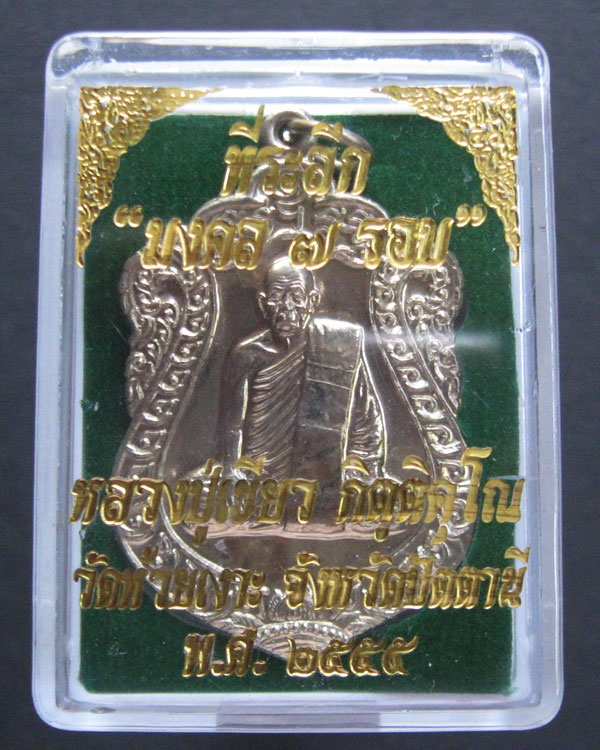 ที่ระลึก
“มงคล ๗ รอบ”
หลวงปู่เขียว กิตฺติคุโณ
วัดห้วยเงาะ จังหวัดปัตตานี
พ.ศ. ๒๕๕๕